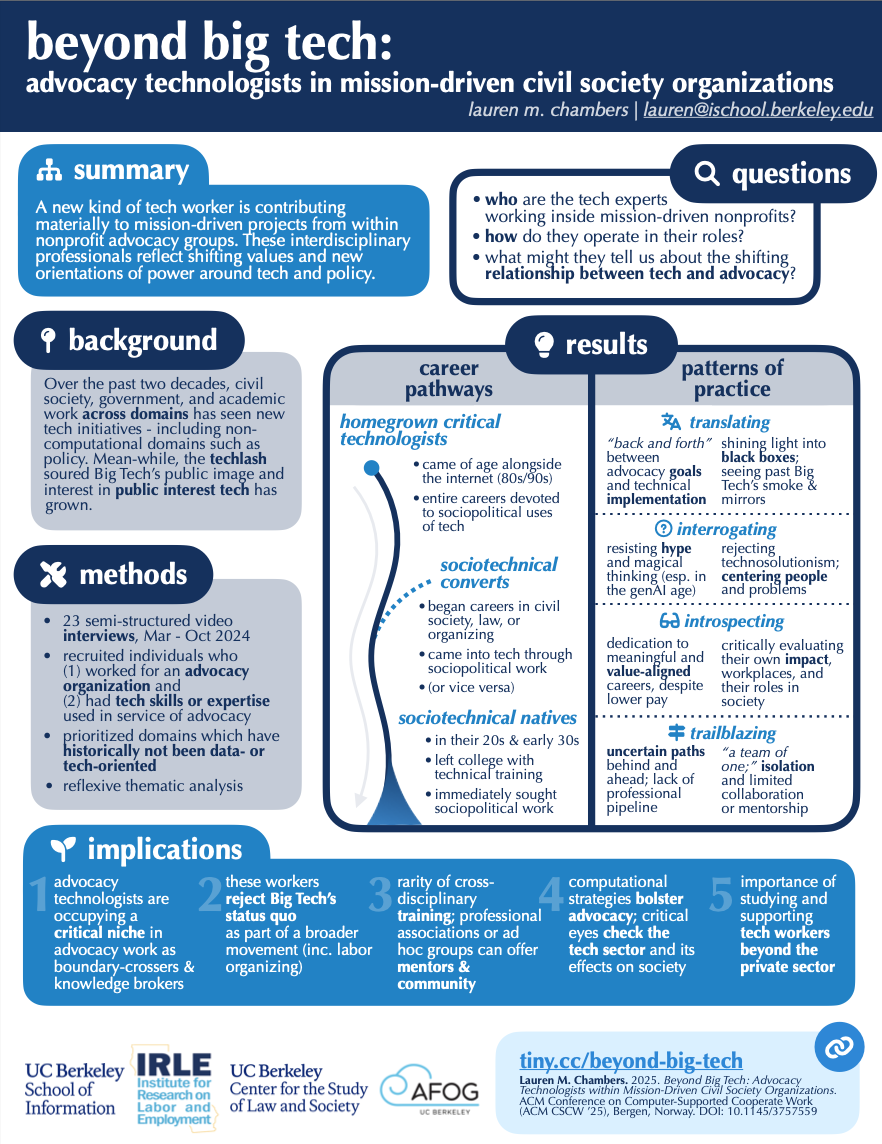 beyond big tech:
advocacy technologists in mission-driven civil society organizations
lauren m. chambers | lauren@ischool.berkeley.edu
summary
A new kind of tech worker is contributing
materially to mission-driven projects from within
nonprofit advocacy groups. These interdisciplinary
professionals reflect shifting values and new
orientations of power around tech and policy.
questions
• who are the tech experts
working inside mission-driven nonprofits?
• how do they operate in their roles?
• what might they tell us about the shifting
relationship between tech and advocacy?
background
Over the past two decades, civil
society, government, and academic
work across domains has seen new
tech initiatives - including non-
computational domains such as
policy. Mean-while, the techlash
soured Big Tech's public image and
interest in public interest tech has
grown.
methods
• 23 semi-structured video
interviews, Mar - Oct 2024
• recruited individuals who
(1) worked for an advocacy
organization and
(2) had tech skills or expertise
used in service of advocacy
• prioritized domains which have
historically not been data- or
tech-oriented
• reflexive thematic analysis
results
career
pathways
homegrown critical
technologists
• came of age alongside
the internet (80s/90s)
• entire careers devoted
to sociopolitical uses
of tech
sociotechnical
converts
• began careers in civil
society, law, or
organizing
• came into tech through
sociopolitical work
• (or vice versa)
sociotechnical natives
• in their 20s & early 30s
• left college with
technical training
• immediately sought
sociopolitical work
patterns of
practice
translating
"back and forth"
between
advocacy goals
and technical
implementation
shining light into
black boxes;
seeing past Big
Tech's smoke &
mirrors
interrogating
resisting hype
and magical
thinking (esp. in
the genAI age)
rejecting
technosolutionism;
centering people
and problems
introspecting
dedication to
meaningful and
value-aligned
careers, despite
lower pay
critically evaluating
their own impact,
workplaces, and
their roles in
society
trailblazing
uncertain paths
behind and
ahead; lack of
professional
pipeline
"a team of
one;" isolation
and limited
collaboration
or mentorship
implications
1
advocacy
technologists are
occupying a
critical niche in
advocacy work as
boundary-crossers &
knowledge brokers
2
these workers
reject Big Tech's
status quo
as part of a broader
movement (inc. labor
organizing)
3
rarity of cross-
disciplinary
training; professional
associations or ad
hoc groups can offer
mentors &
community
4
computational
strategies bolster
advocacy; critical
eyes check the
tech sector and its
effects on society
5
importance of
studying and
supporting
tech workers
beyond the
private sector
UC Berkeley
School of
Information
IRLE
Institute for
Research on
Labor and
Employment
UC Berkeley
Center for the Study
of Law and Society
AFOG
UC BERKELEY
tiny.cc/beyond-big-tech
Lauren M. Chambers. 2025. Beyond Big Tech: Advocacy
Technologists within Mission-Driven Civil Society Organizations.
ACM Conference on Computer-Supported Cooperate Work
(ACM CSCW '25), Bergen, Norway. DOI: 10.1145/3757559